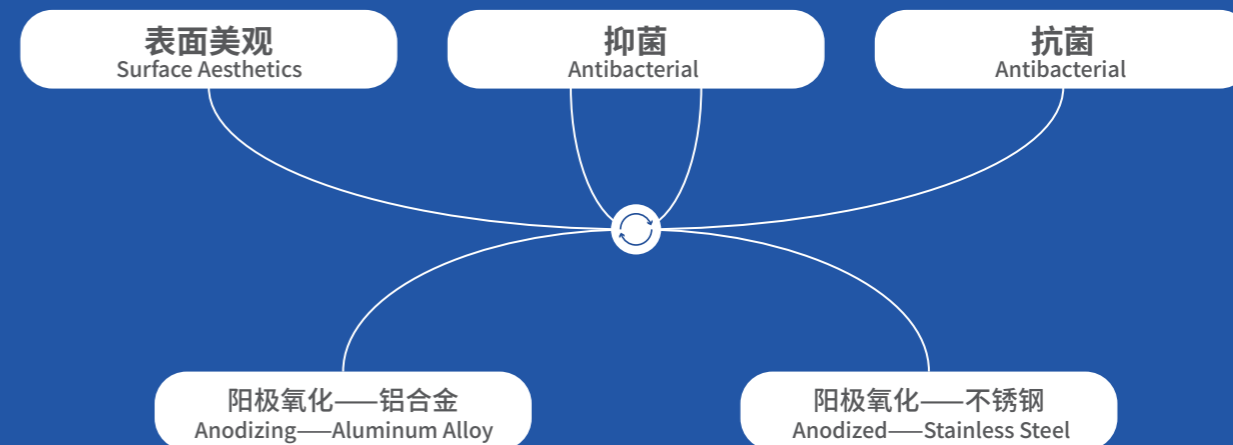 表面美观
Surface Aesthetics
抑菌
Antibacterial
抗菌
Antibacterial
阳极氧化——铝合金
Anodizing——Aluminum Alloy
阳极氧化——不锈钢
Anodized——Stainless Steel